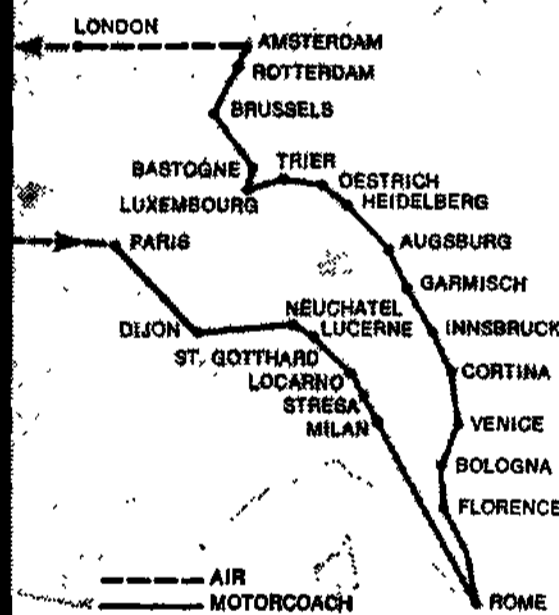 LONDON
AMSTERDAM
ROTTERDAM
BRUSSELS
BASTOGNE
TRIER
OESTRICH
LUXEMBOURG
HEIDELBERG
PARIS
AUGSBURG
GARMISCH
NEUCHATEL
DIJON
LUCERNE
INNSBRUCK
ST. GOTTHARD
LOCARNO
CORTINA
STRESA
MILAN
VENICE
BOLOGNA
FLORENCE
AIR
MOTORCOACH
ROME